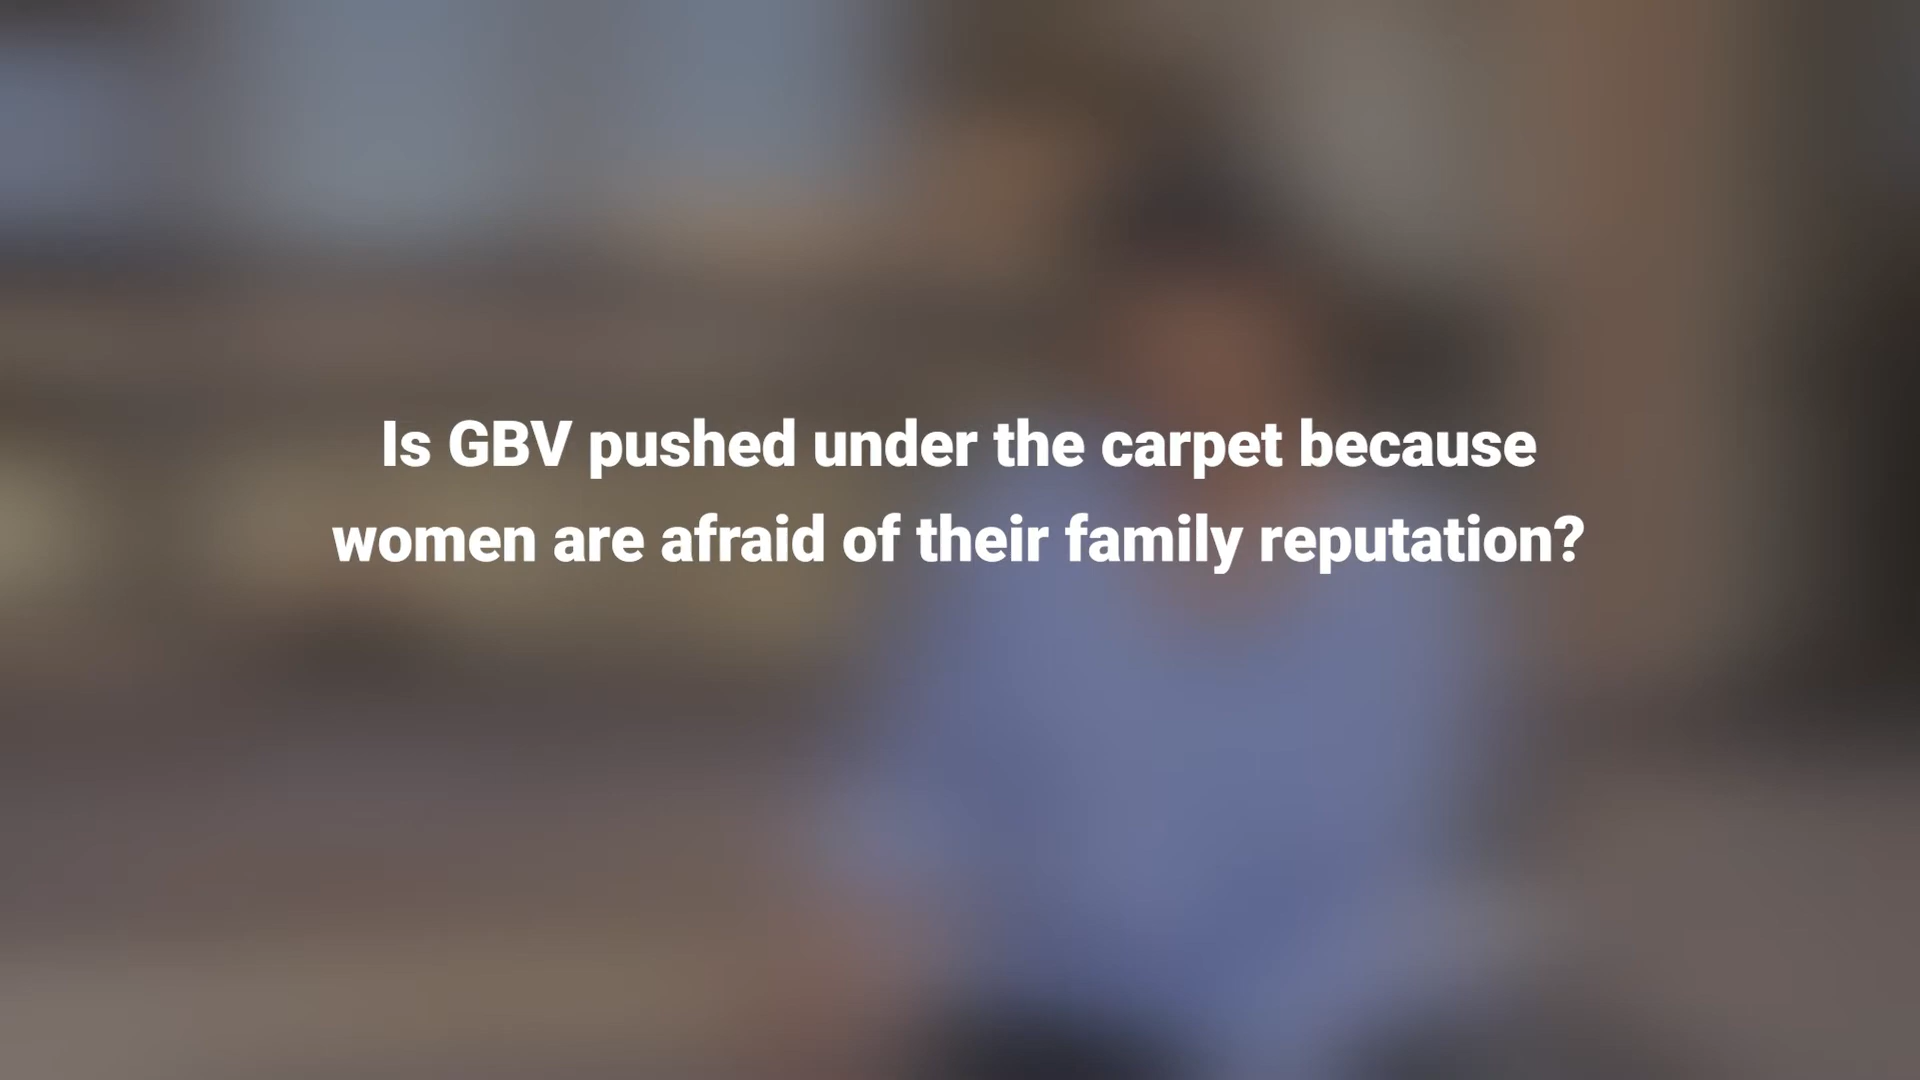 Is GBV pushed under the carpet because
women are afraid of their family reputation?